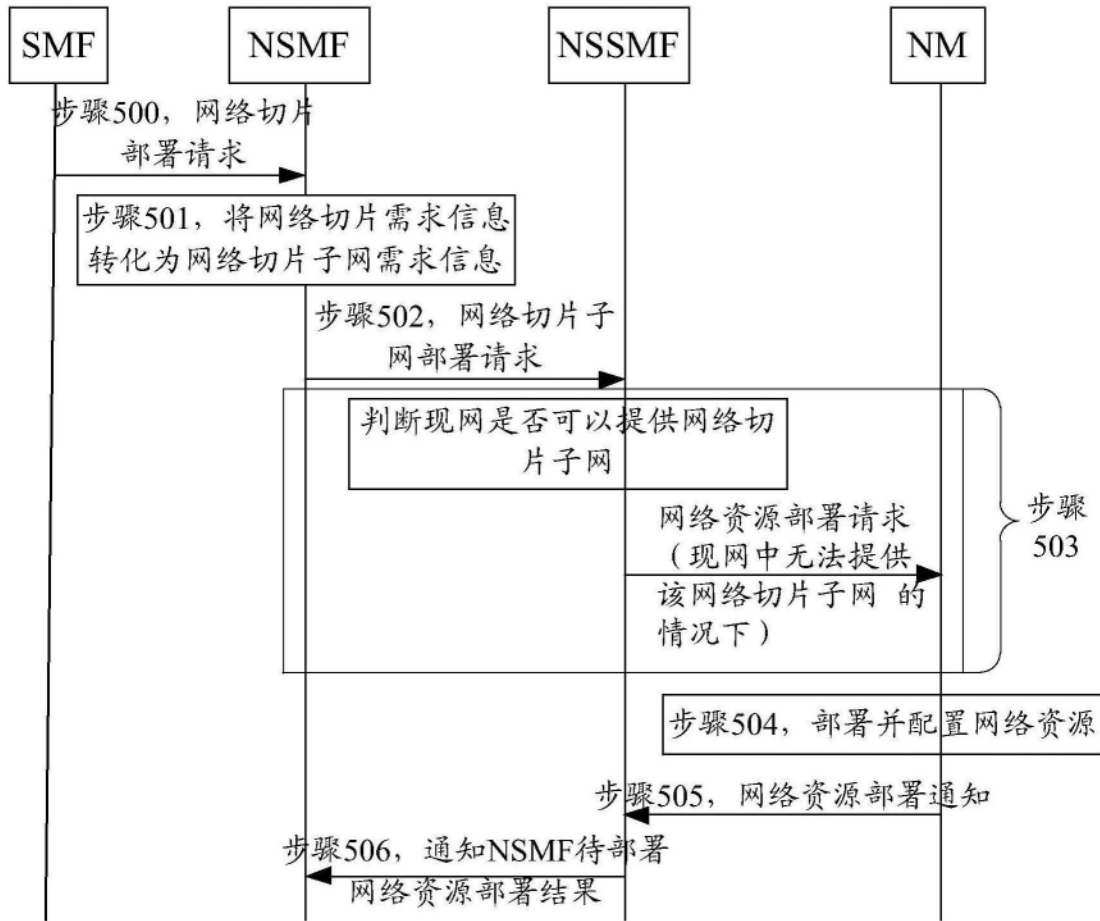 SMF
NSMF
NSSMF
NM
步骤500，网络切片
部署请求
步骤501，将网络切片需求信息
转化为网络切片子网需求信息
步骤502，网络切片子
网部署请求
判断现网是否可以提供网络切
片子网
网络资源部署请求
（现网中无法提供
该网络切片子网 的
情况下）
步骤
503
步骤504，部署并配置网络资源
步骤505，网络资源部署通知
步骤506，通知NSMF待部署
网络资源部署结果